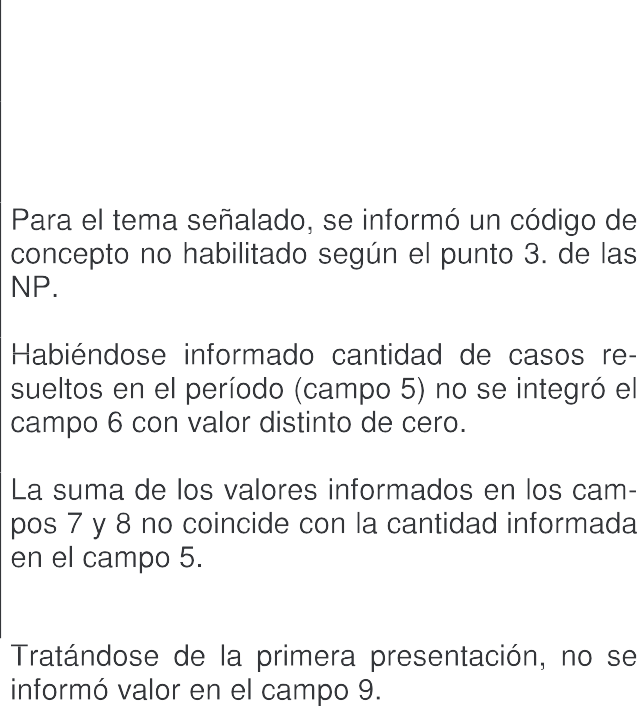 Para el tema señalado, se informó un código de
concepto no habilitado según el punto 3. de las
NP.
Habiéndose informado cantidad de casos re-
sueltos en el período (campo 5) no se integró el
campo 6 con valor distinto de cero.
La suma de los valores informados en los cam-
pos 7 y 8 no coincide con la cantidad informada
en el campo 5.
Tratándose de la primera presentación, no se
informó valor en el campo 9.